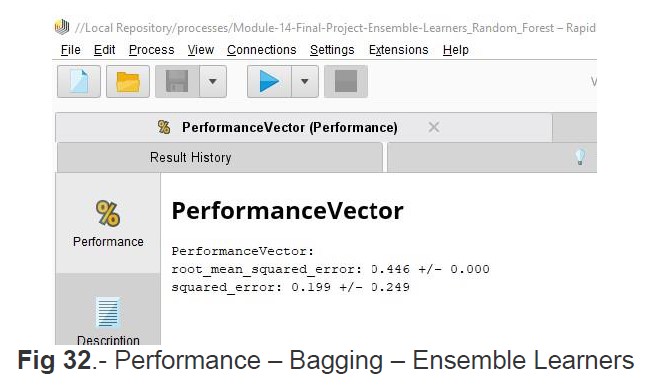 //Local Repository/processes/Module-14-Final-Project-Ensemble-Learners_Random_Forest – Rapid
File Edit Process View Connections Settings Extensions Help
PerformanceVector (Performance)
Result History
%
Performance
Description
PerformanceVector
PerformanceVector:
root_mean_squared_error: 0.446 +/- 0.000
squared_error: 0.199 +/- 0.249
Fig 32.- Performance – Bagging – Ensemble Learners